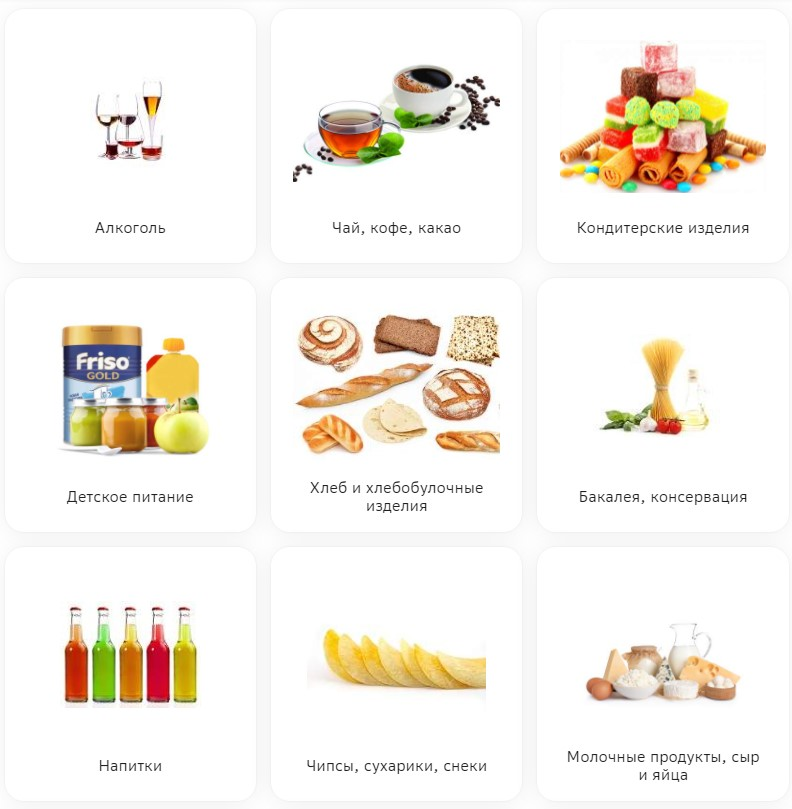 Алкоголь
Чай, кофе, какао
Кондитерские изделия
Friso
GOLD
Детское питание
Хлеб и хлебобулочные
изделия
Бакалея, консервация
Напитки
Чипсы, сухарики, снеки
Молочные продукты, сыр
и яйца